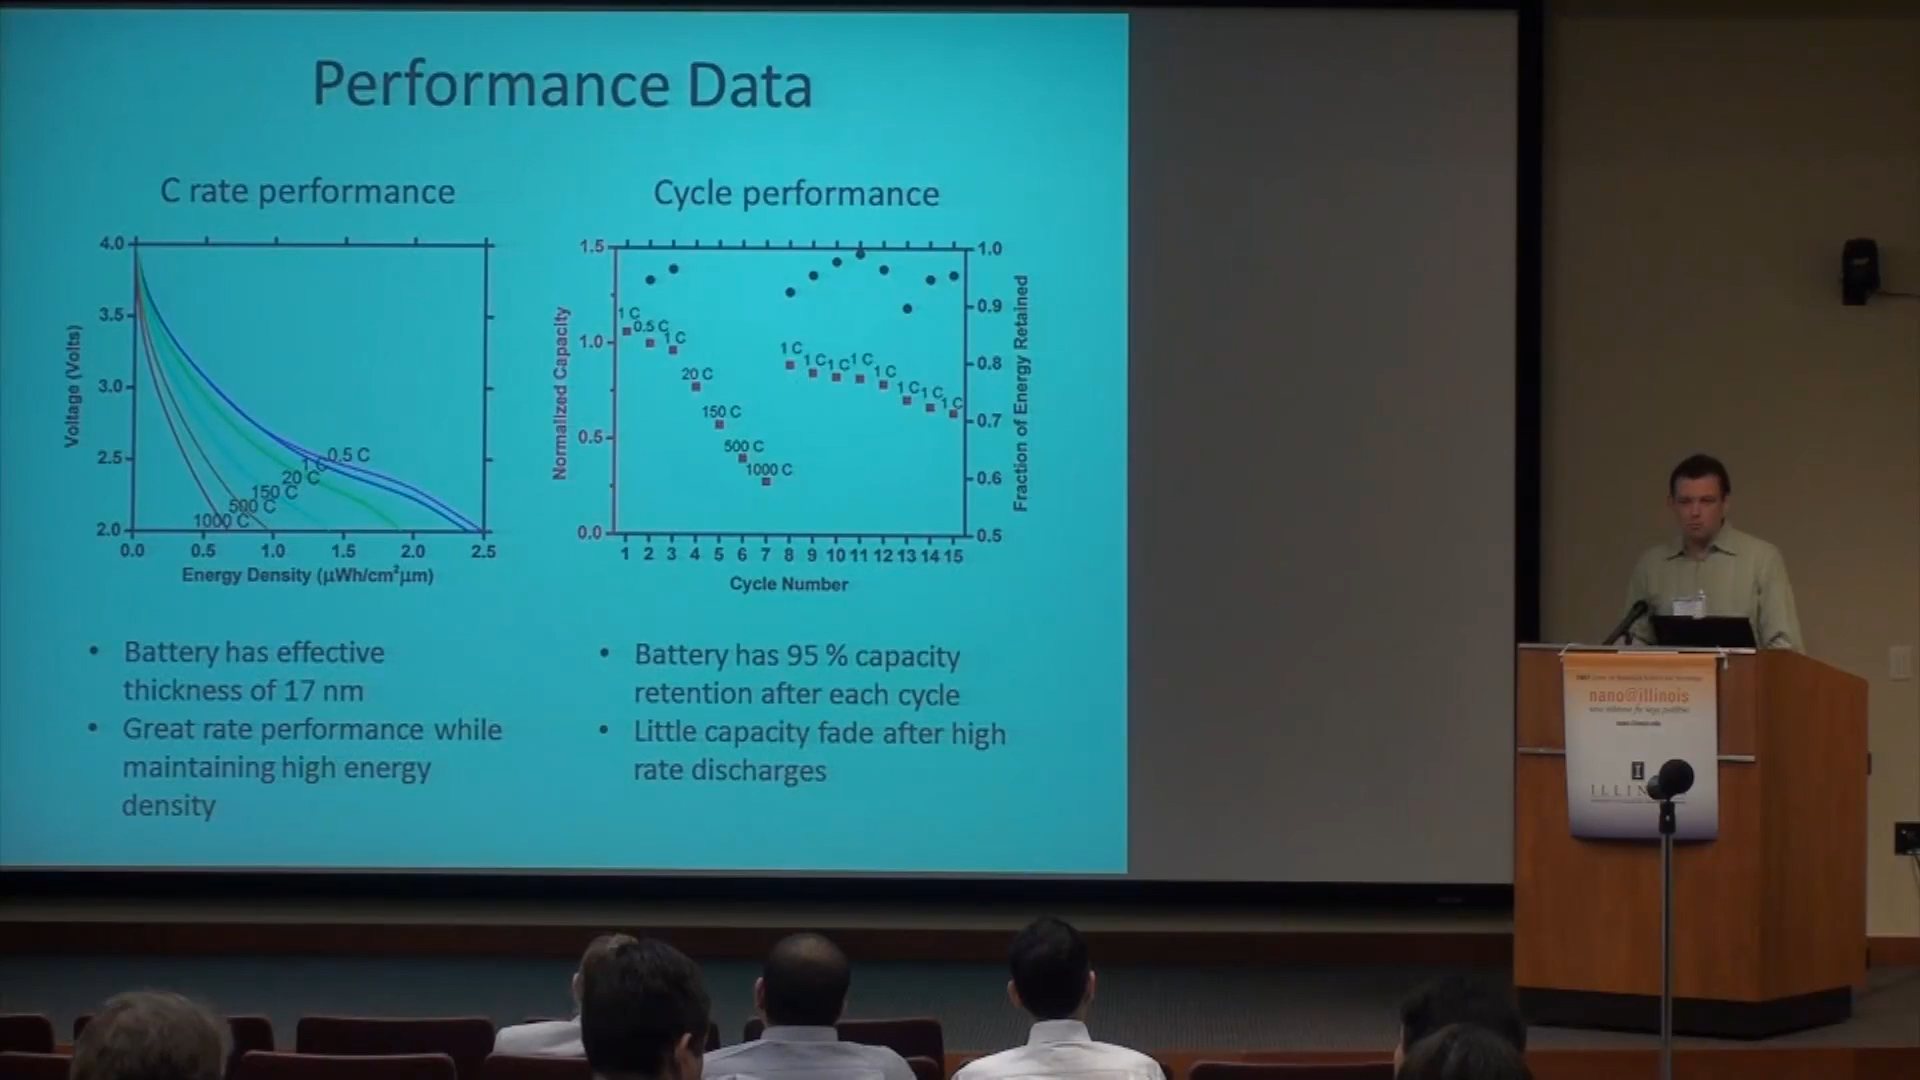 Performance Data
C rate performance
4.0
3.5
3.0
2.5
2.0
Voltage (Volts)
0.5 C
1 C
20 C
150 C
500 C
1000 C
0.0 0.5 1.0 1.5 2.0 2.5
Energy Density (µWh/cm²µm)
Cycle performance
1.5
1.0
0.5
0.0
Normalized Capacity
1 C
0.5 C
1 C
20 C
150 C
500 C
1000 C
1 C
1 C
1 C
1 C
1 C
1 C
1 C
1 C
1.0
0.9
0.8
0.7
0.6
0.5
Fraction of Energy Retained
1 2 3 4 5 6 7 8 9 10 11 12 13 14 15
Cycle Number
• Battery has effective
thickness of 17 nm
• Great rate performance while
maintaining high energy
density
• Battery has 95 % capacity
retention after each cycle
• Little capacity fade after high
rate discharges
nano@illinois
I
ILLIN